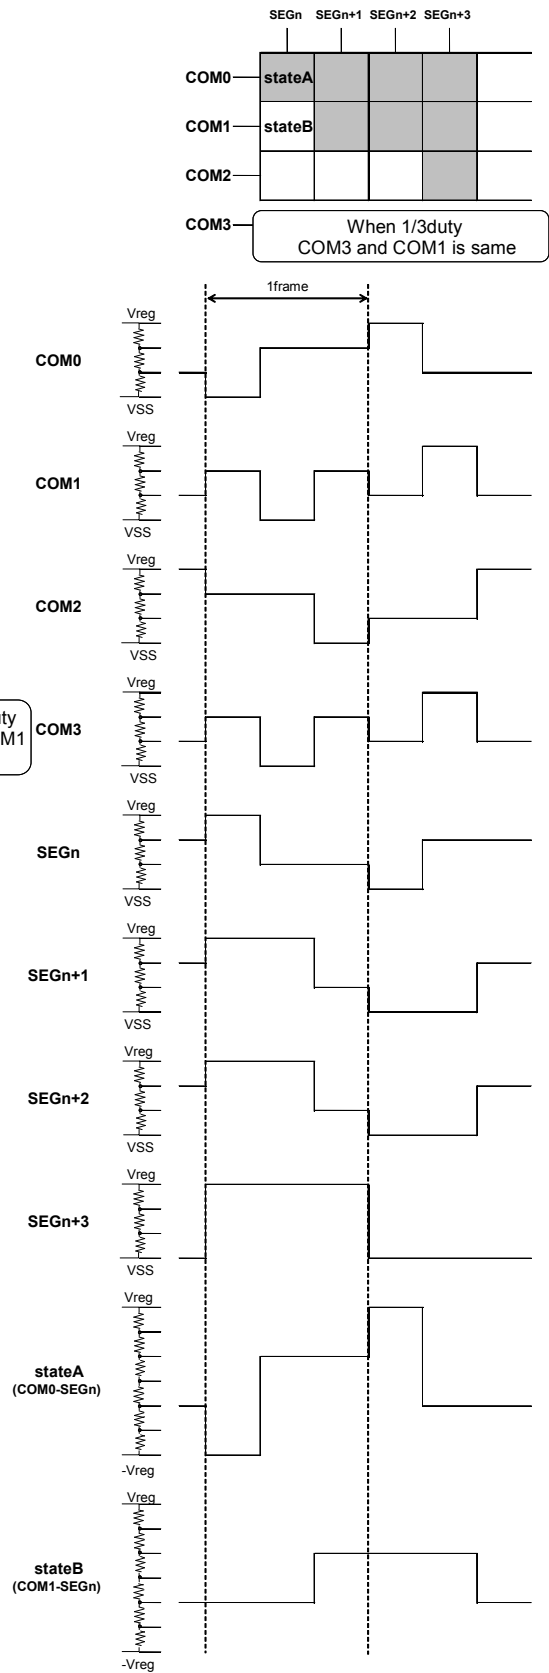 SEGn SEGn+1 SEGn+2 SEGn+3
COM0 stateA
COM1 stateB
COM2
COM3 When 1/3duty
COM3 and COM1 is same
1frame
Vreg
COM0
VSS
Vreg
COM1
VSS
Vreg
COM2
VSS
Vreg
ty
M1
COM3
VSS
Vreg
SEGn
VSS
Vreg
SEGn+1
VSS
Vreg
SEGn+2
VSS
Vreg
SEGn+3
VSS
Vreg
stateA
(COM0-SEGn)
-Vreg
Vreg
stateB
(COM1-SEGn)
-Vreg